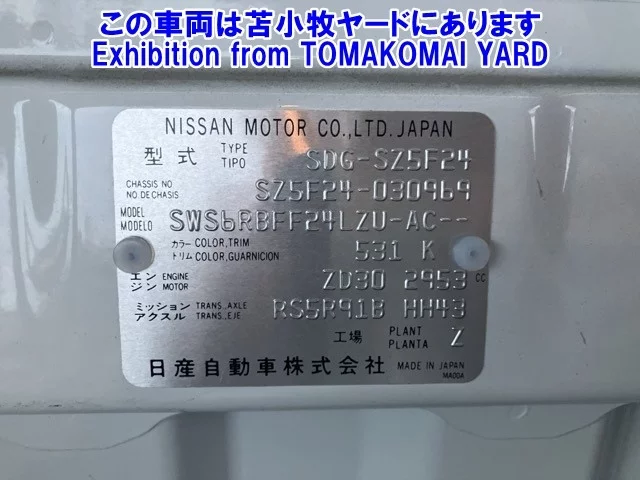 この車両は苫小牧ヤードにあります
Exhibition from TOMAKOMAI YARD
NISSAN MOTOR CO.,LTD. JAPAN
型式 TYPE TIPO SDG-SZ5F24
CHASSIS NO. NO. DE CHASIS SZ5F24-030969
MODEL MODELO SWS6RBFF24LZU-AC--
カラー COLOR, TRIM
トリム COLOR, GUARNICION 531 K
エンジン ENGINE MOTOR ZD30 2953 CC
ミッション TRANS., AXLE
アクスル TRANS., EJE RS5R91B HH43
工場 PLANT PLANTA Z
日産自動車株式会社 MADE IN JAPAN
MA00A